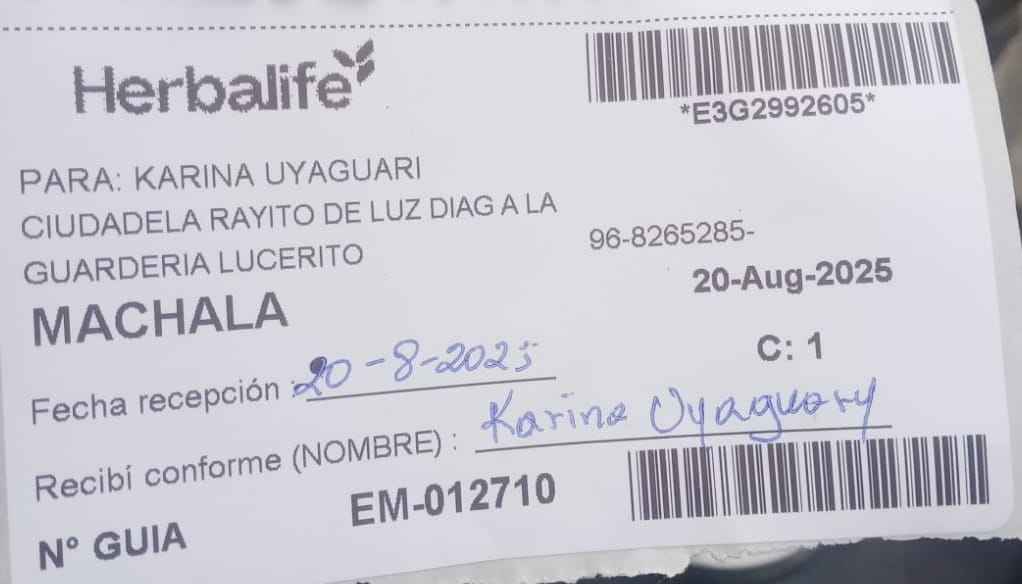 Herbalife
*E3G2992605*
PARA: KARINA UYAGUARI
CIUDADELA RAYITO DE LUZ DIAG A LA
GUARDERIA LUCERITO
96-8265285-
MACHALA
20-Aug-2025
C: 1
Fecha recepción : 20-8-2025
Recibí conforme (NOMBRE) : Karina Uyaguary
N° GUIA EM-012710